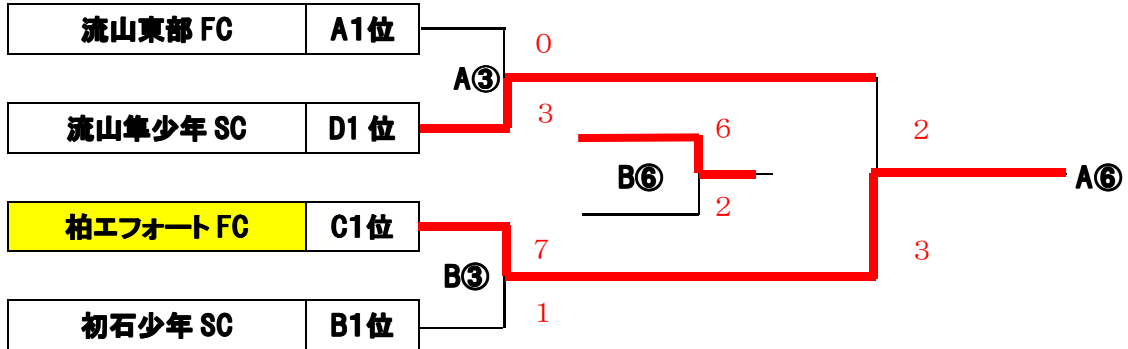 流山東部 FC A1位
0
A③
流山隼少年 SC D1 位
3
6
2
B⑥
A⑥
2
柏エフォート FC C1位
7
3
B③
初石少年 SC B1位
1